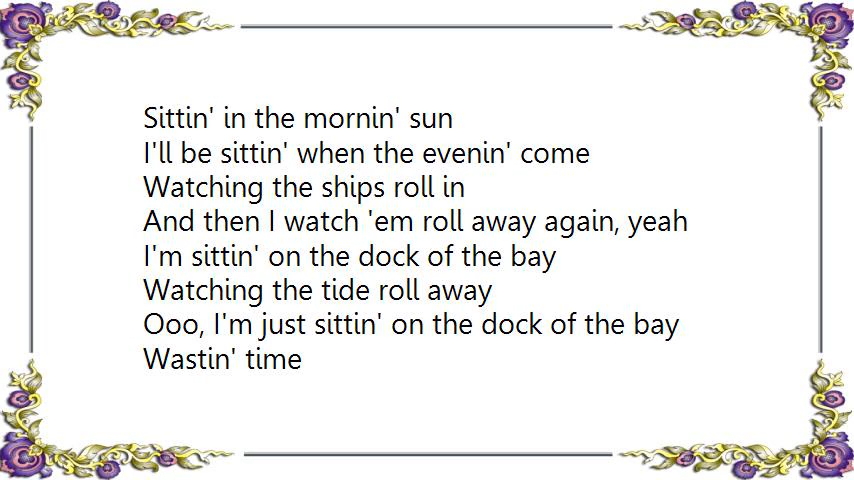 Sittin' in the mornin' sun
I'll be sittin' when the evenin' come
Watching the ships roll in
And then I watch 'em roll away again, yeah
I'm sittin' on the dock of the bay
Watching the tide roll away
Ooo, I'm just sittin' on the dock of the bay
Wastin' time